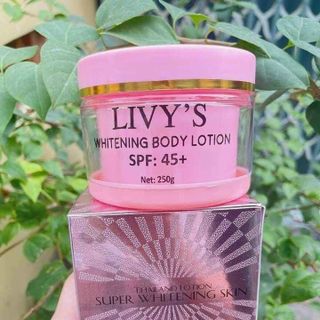 LIVY'S
WHITENING BODY LOTION
SPF: 45+
Net: 250g
THAILAND LOTION
SUPER WHITENING SKIN